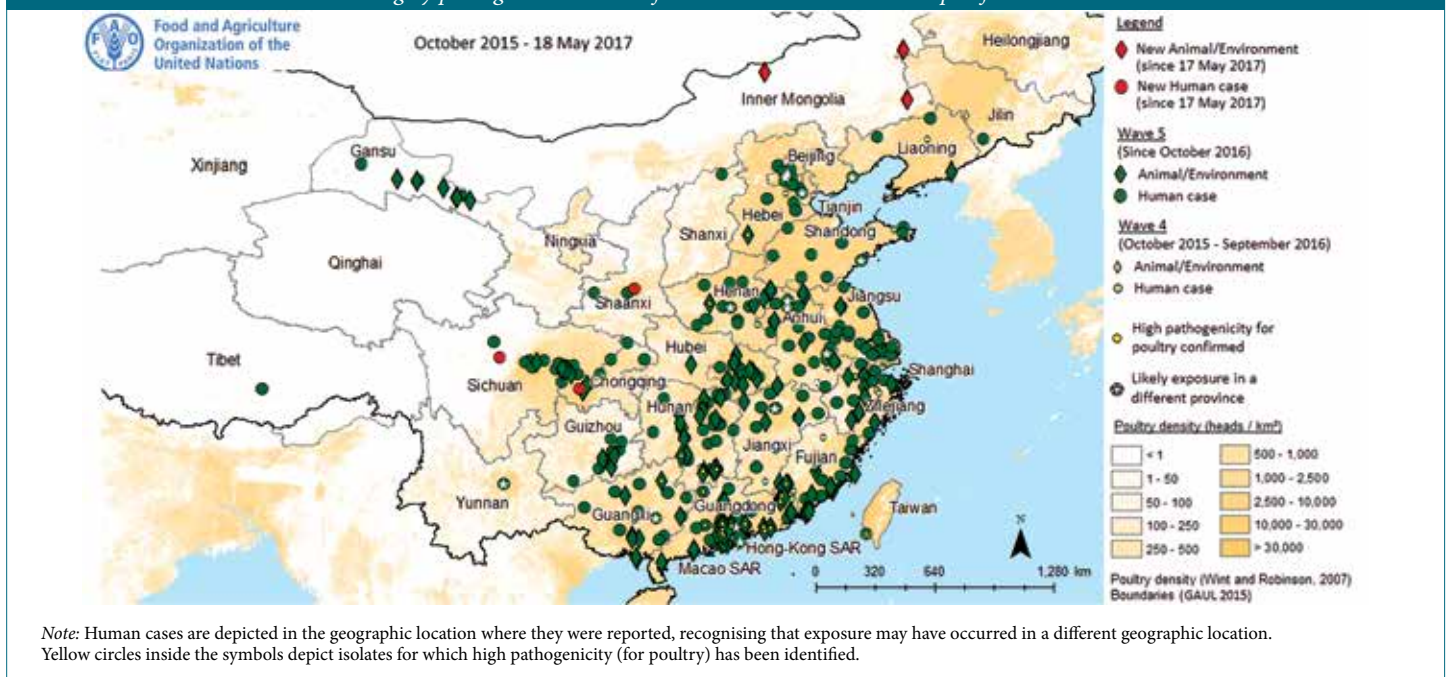 Food and Agriculture
Organization of the
United Nations
October 2015 - 18 May 2017
Heilongjiang
Inner Mongolia
Jilin
Xinjiang
Gansu
Beijing
Liaoning
Tianjin
Hebei
Ningxia
Shanxi
Shandong
Qinghai
Shaanxi
Henan
Jiangsu
Anhui
Tibet
Hubei
Sichuan
Chongqing
Shanghai
Hunan
Zhejiang
Guizhou
Jiangxi
Fujian
Yunnan
Guangxi
Guangdong
Taiwan
Hong-Kong SAR
Macao SAR
N
0 320 640 1,280 km
Legend
New Animal/Environment
(since 17 May 2017)
New Human case
(since 17 May 2017)
Wave 5
(Since October 2016)
Animal/Environment
Human case
Wave 4
(October 2015 - September 2016)
Animal/Environment
Human case
High pathogenicity for
poultry confirmed
Likely exposure in a
different province
Poultry density (heads / km²)
< 1 500 - 1,000
1 - 50 1,000 - 2,500
50 - 100 2,500 - 10,000
100 - 250 10,000 - 30,000
250 - 500 > 30,000
Poultry density (Wint and Robinson, 2007)
Boundaries (GAUL 2015)
Note: Human cases are depicted in the geographic location where they were reported, recognising that exposure may have occurred in a different geographic location.
Yellow circles inside the symbols depict isolates for which high pathogenicity (for poultry) has been identified.